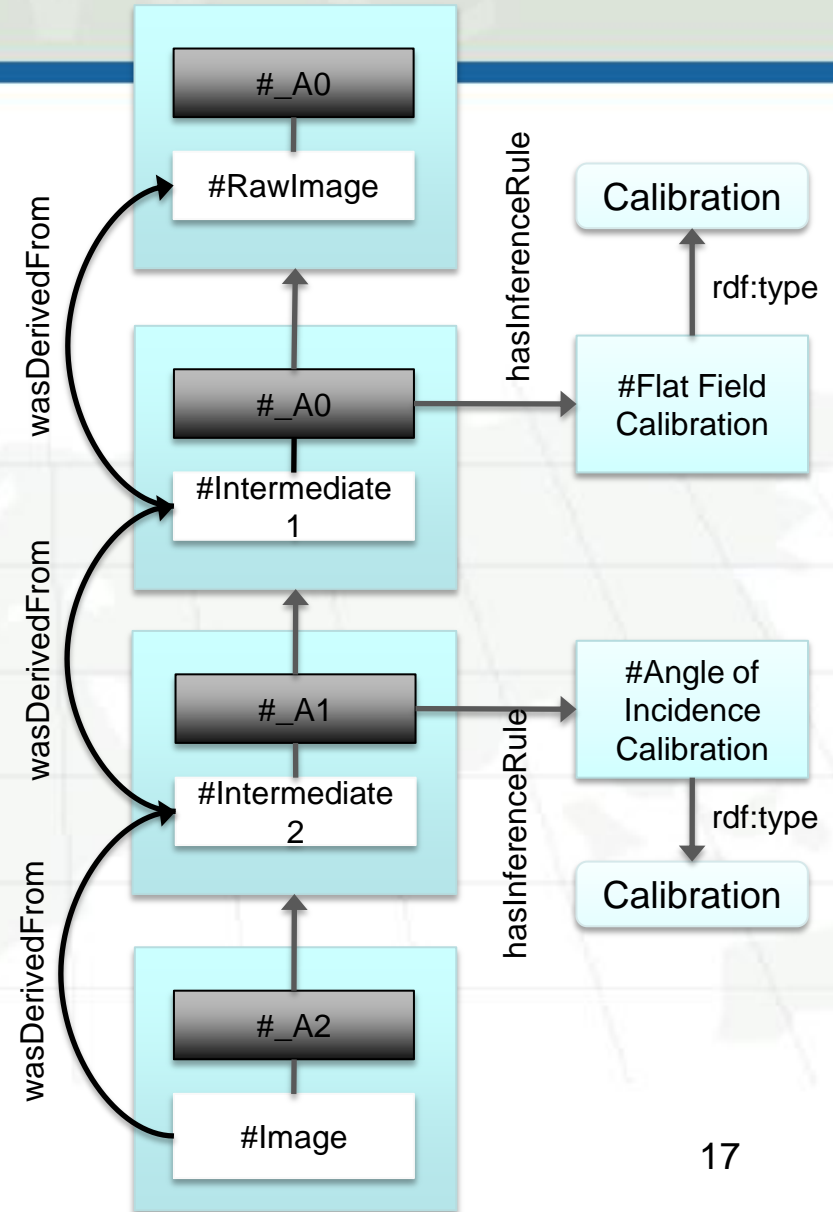 #_A0
#RawImage
wasDerivedFrom
hasInferenceRule
Calibration
rdf:type
#_A0
#Flat Field
Calibration
#Intermediate
1
wasDerivedFrom
#_A1
#Angle of
Incidence
Calibration
hasInferenceRule
#Intermediate
2
rdf:type
Calibration
wasDerivedFrom
#_A2
#Image
17